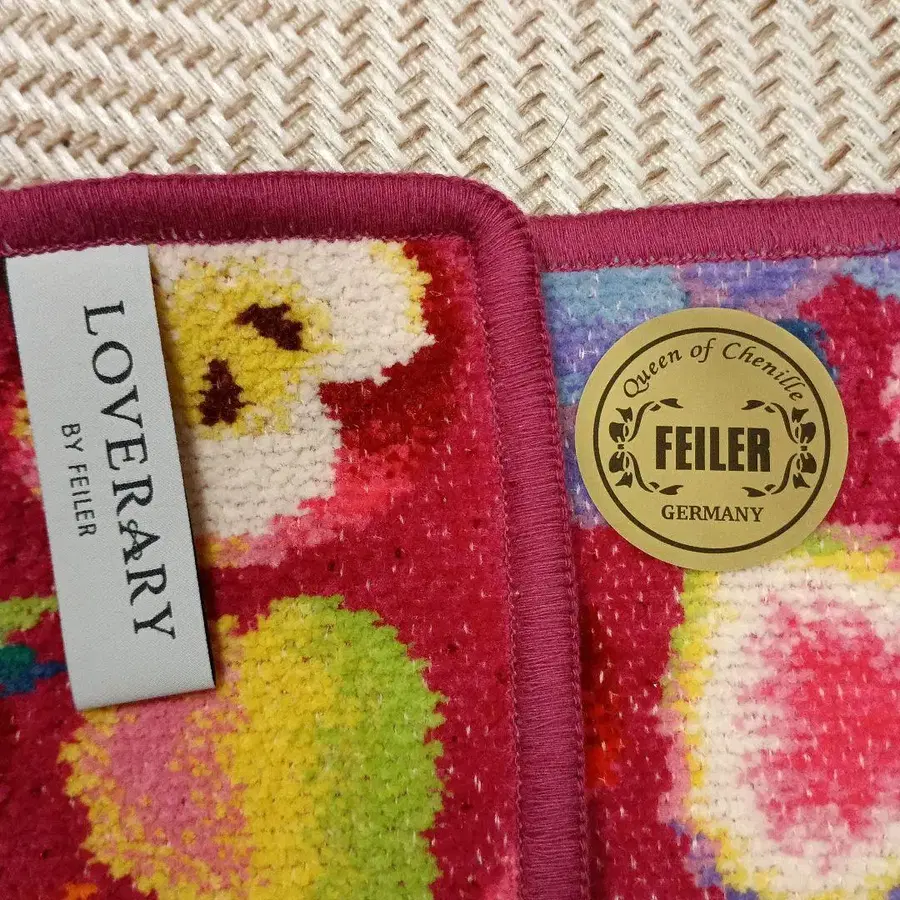 LOVERARY
BY FEILER
Queen of Chenille
FEILER
GERMANY